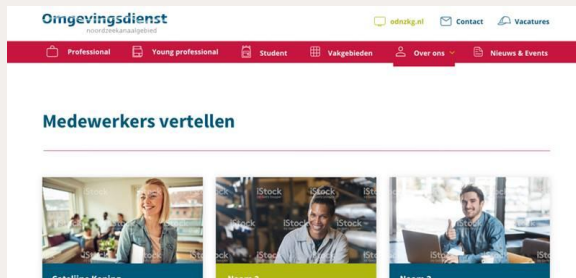 Omgevingsdienst
noordzeekanaalgebied
odnzkg.nl Contact Vacatures
Professional Young professional Student Vakgebieden Over ons Nieuws & Events
Medewerkers vertellen
iStock iStock
iStock
iStock iStock